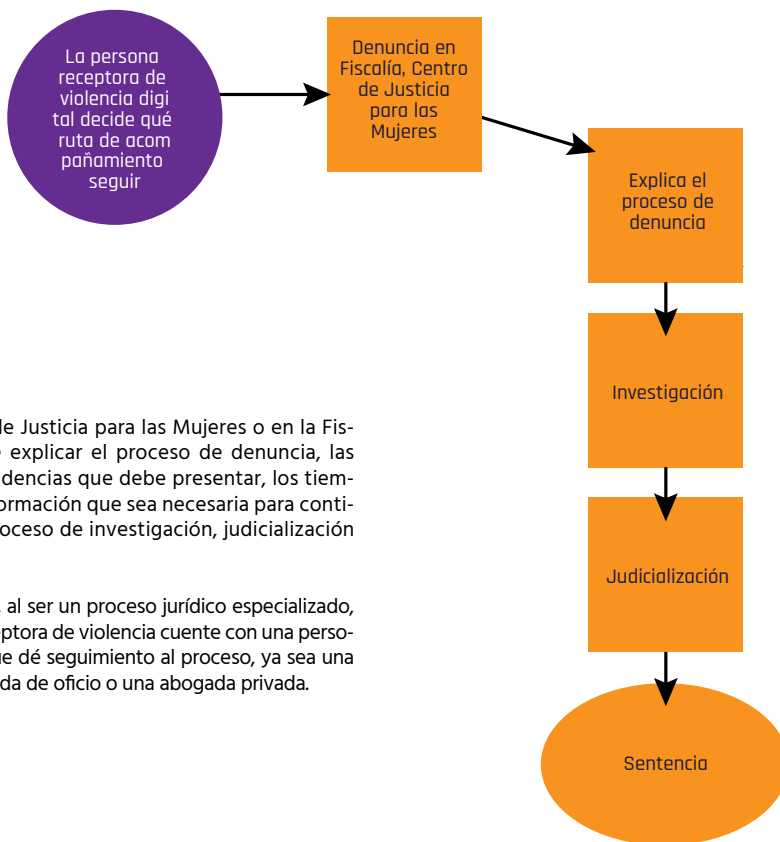 La persona
receptora de
violencia digi
tal decide qué
ruta de acom
pañamiento
seguir
Denuncia en
Fiscalía, Centro
de Justicia
para las
Mujeres
Explica el
proceso de
denuncia
Investigación
Judicialización
Sentencia
de Justicia para las Mujeres o en la Fis-
explicar el proceso de denuncia, las
dencias que debe presentar, los tiem-
ormación que sea necesaria para conti-
oceso de investigación, judicialización
al ser un proceso jurídico especializado,
eptora de violencia cuente con una perso-
ue dé seguimiento al proceso, ya sea una
da de oficio o una abogada privada.